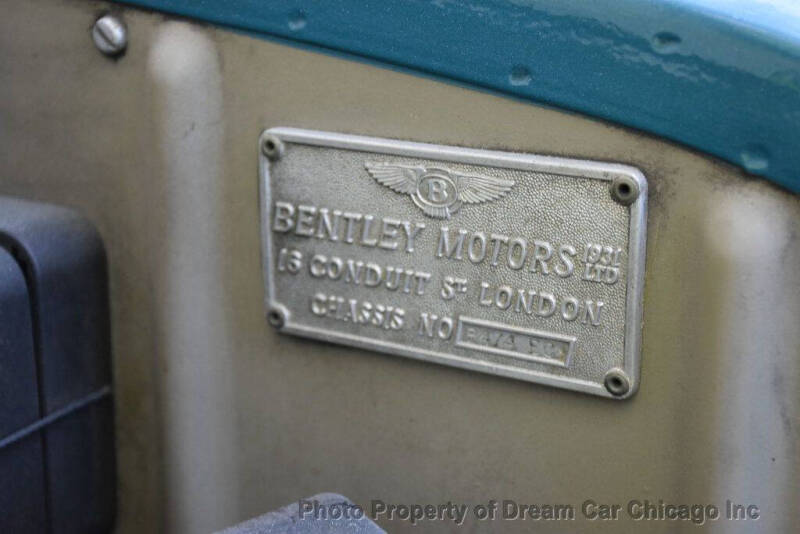 B
BENTLEY MOTORS 1931 LTD
16 CONDUIT ST. LONDON
CHASSIS NO
Photo Property of Dream Car Chicago Inc